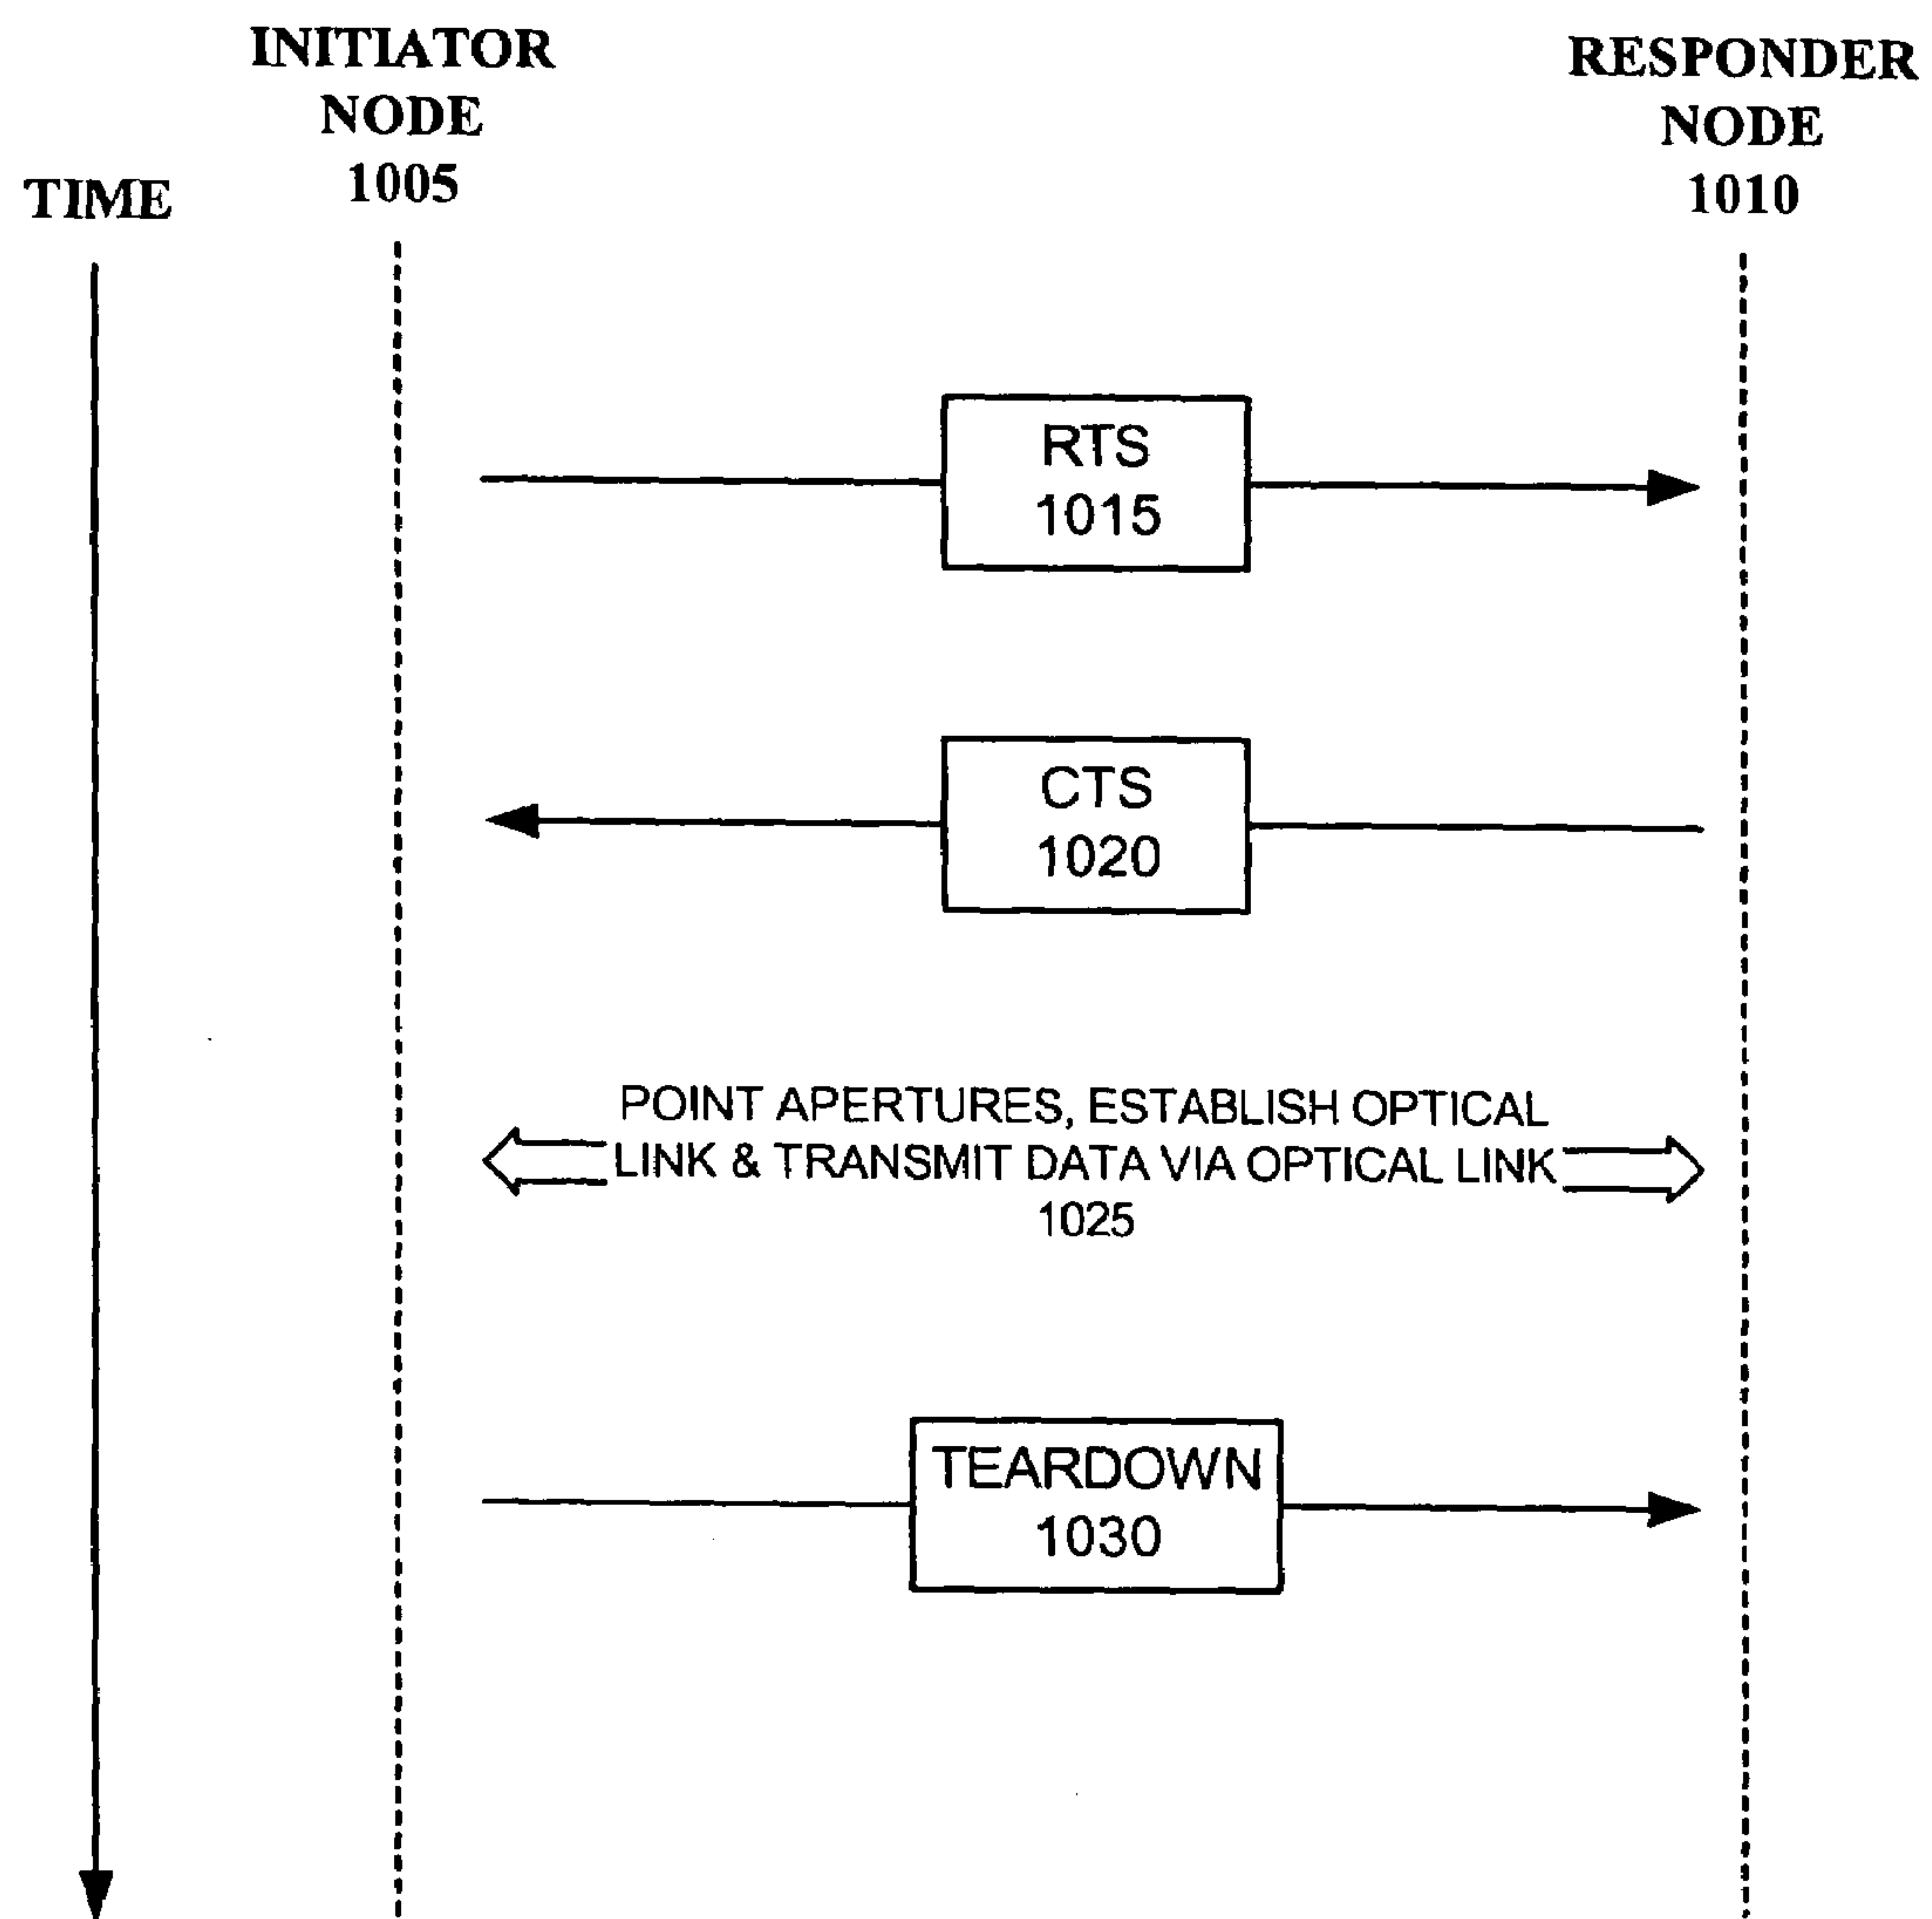 INITIATOR
NODE
1005
RESPONDER
NODE
1010
TIME
RTS
1015
CTS
1020
POINT APERTURES, ESTABLISH OPTICAL
LINK & TRANSMIT DATA VIA OPTICAL LINK
1025
TEARDOWN
1030